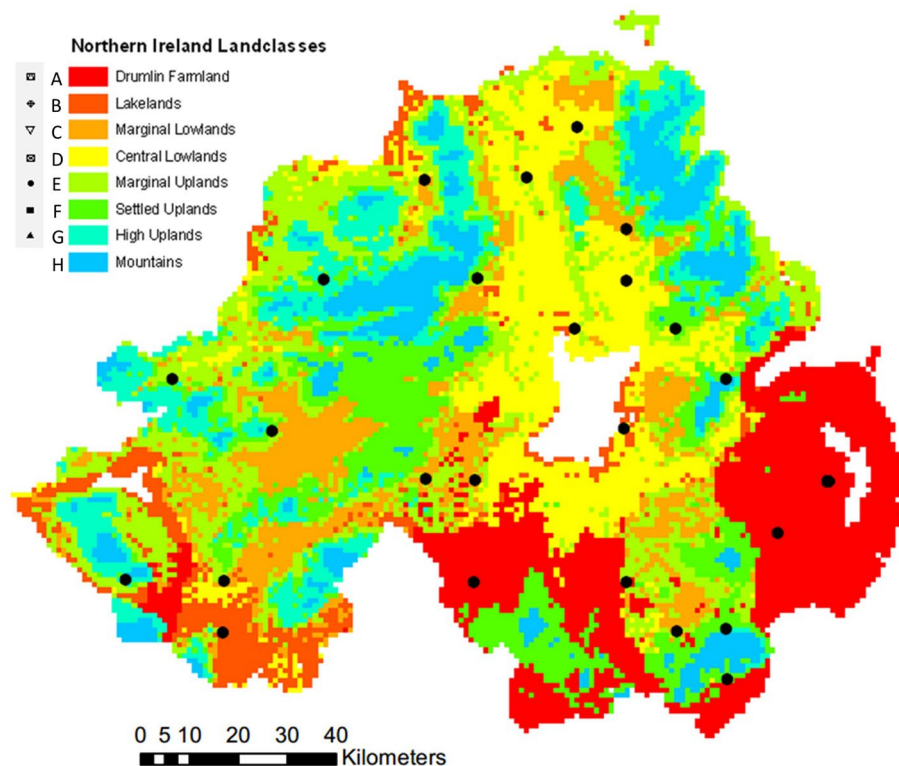 Northern Ireland Landclasses
A Drumlin Farmland
B Lakelands
C Marginal Lowlands
D Central Lowlands
E Marginal Uplands
F Settled Uplands
G High Uplands
H Mountains
0 5 10 20 30 40
Kilometers